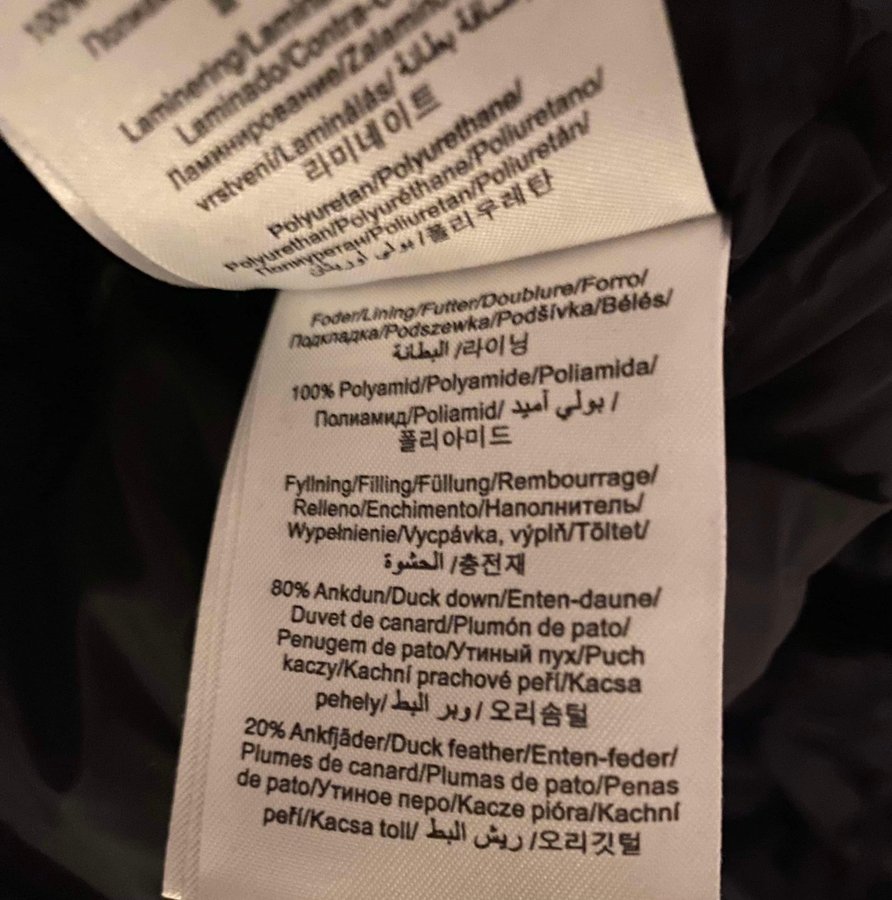 100%
Laminering/Lamin
Laminado/Contra-c
Ламинирование/Zalamino
vrstvení/Laminálás/ إضافة بطانة
라미네이트
Polyuretan/Polyurethane/
Polyurethan/Polyuréthane/Poliuretano/
Полиуретан/Poliuretan/Poliuretán/
بولي أوريثان /폴리우레탄
Foder/Lining/Futter/Doublure/Forro/
Подкладка/Podszewka/Podšívka/Bélés/
البطانة /라이닝
100% Polyamid/Polyamide/Poliamida/
Полиамид/Poliamid/ بولي أميد /
폴리아미드
Fyllning/Filling/Füllung/Rembourrage/
Relleno/Enchimento/Наполнитель/
Wypełnienie/Vycpávka, výplň/Töltet/
الحشوة /충전재
80% Ankdun/Duck down/Enten-daune/
Duvet de canard/Plumón de pato/
Penugem de pato/Утиный пух/Puch
kaczy/Kachní prachové peří/Kacsa
pehely/ وبر البط / 오리솜털
20% Ankfjäder/Duck feather/Enten-feder/
Plumes de canard/Plumas de pato/Penas
de pato/Утиное перо/Kacze pióra/Kachní
peří/Kacsa toll/ ريش البط /오리깃털